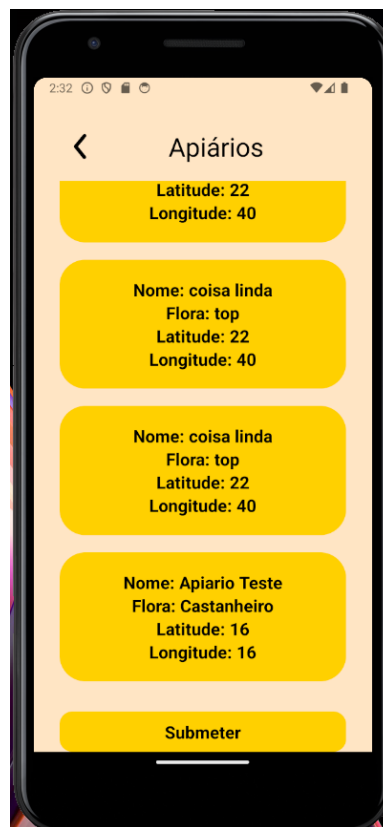 2:32
Apiários
Latitude: 22
Longitude: 40
Nome: coisa linda
Flora: top
Latitude: 22
Longitude: 40
Nome: coisa linda
Flora: top
Latitude: 22
Longitude: 40
Nome: Apiario Teste
Flora: Castanheiro
Latitude: 16
Longitude: 16
Submeter